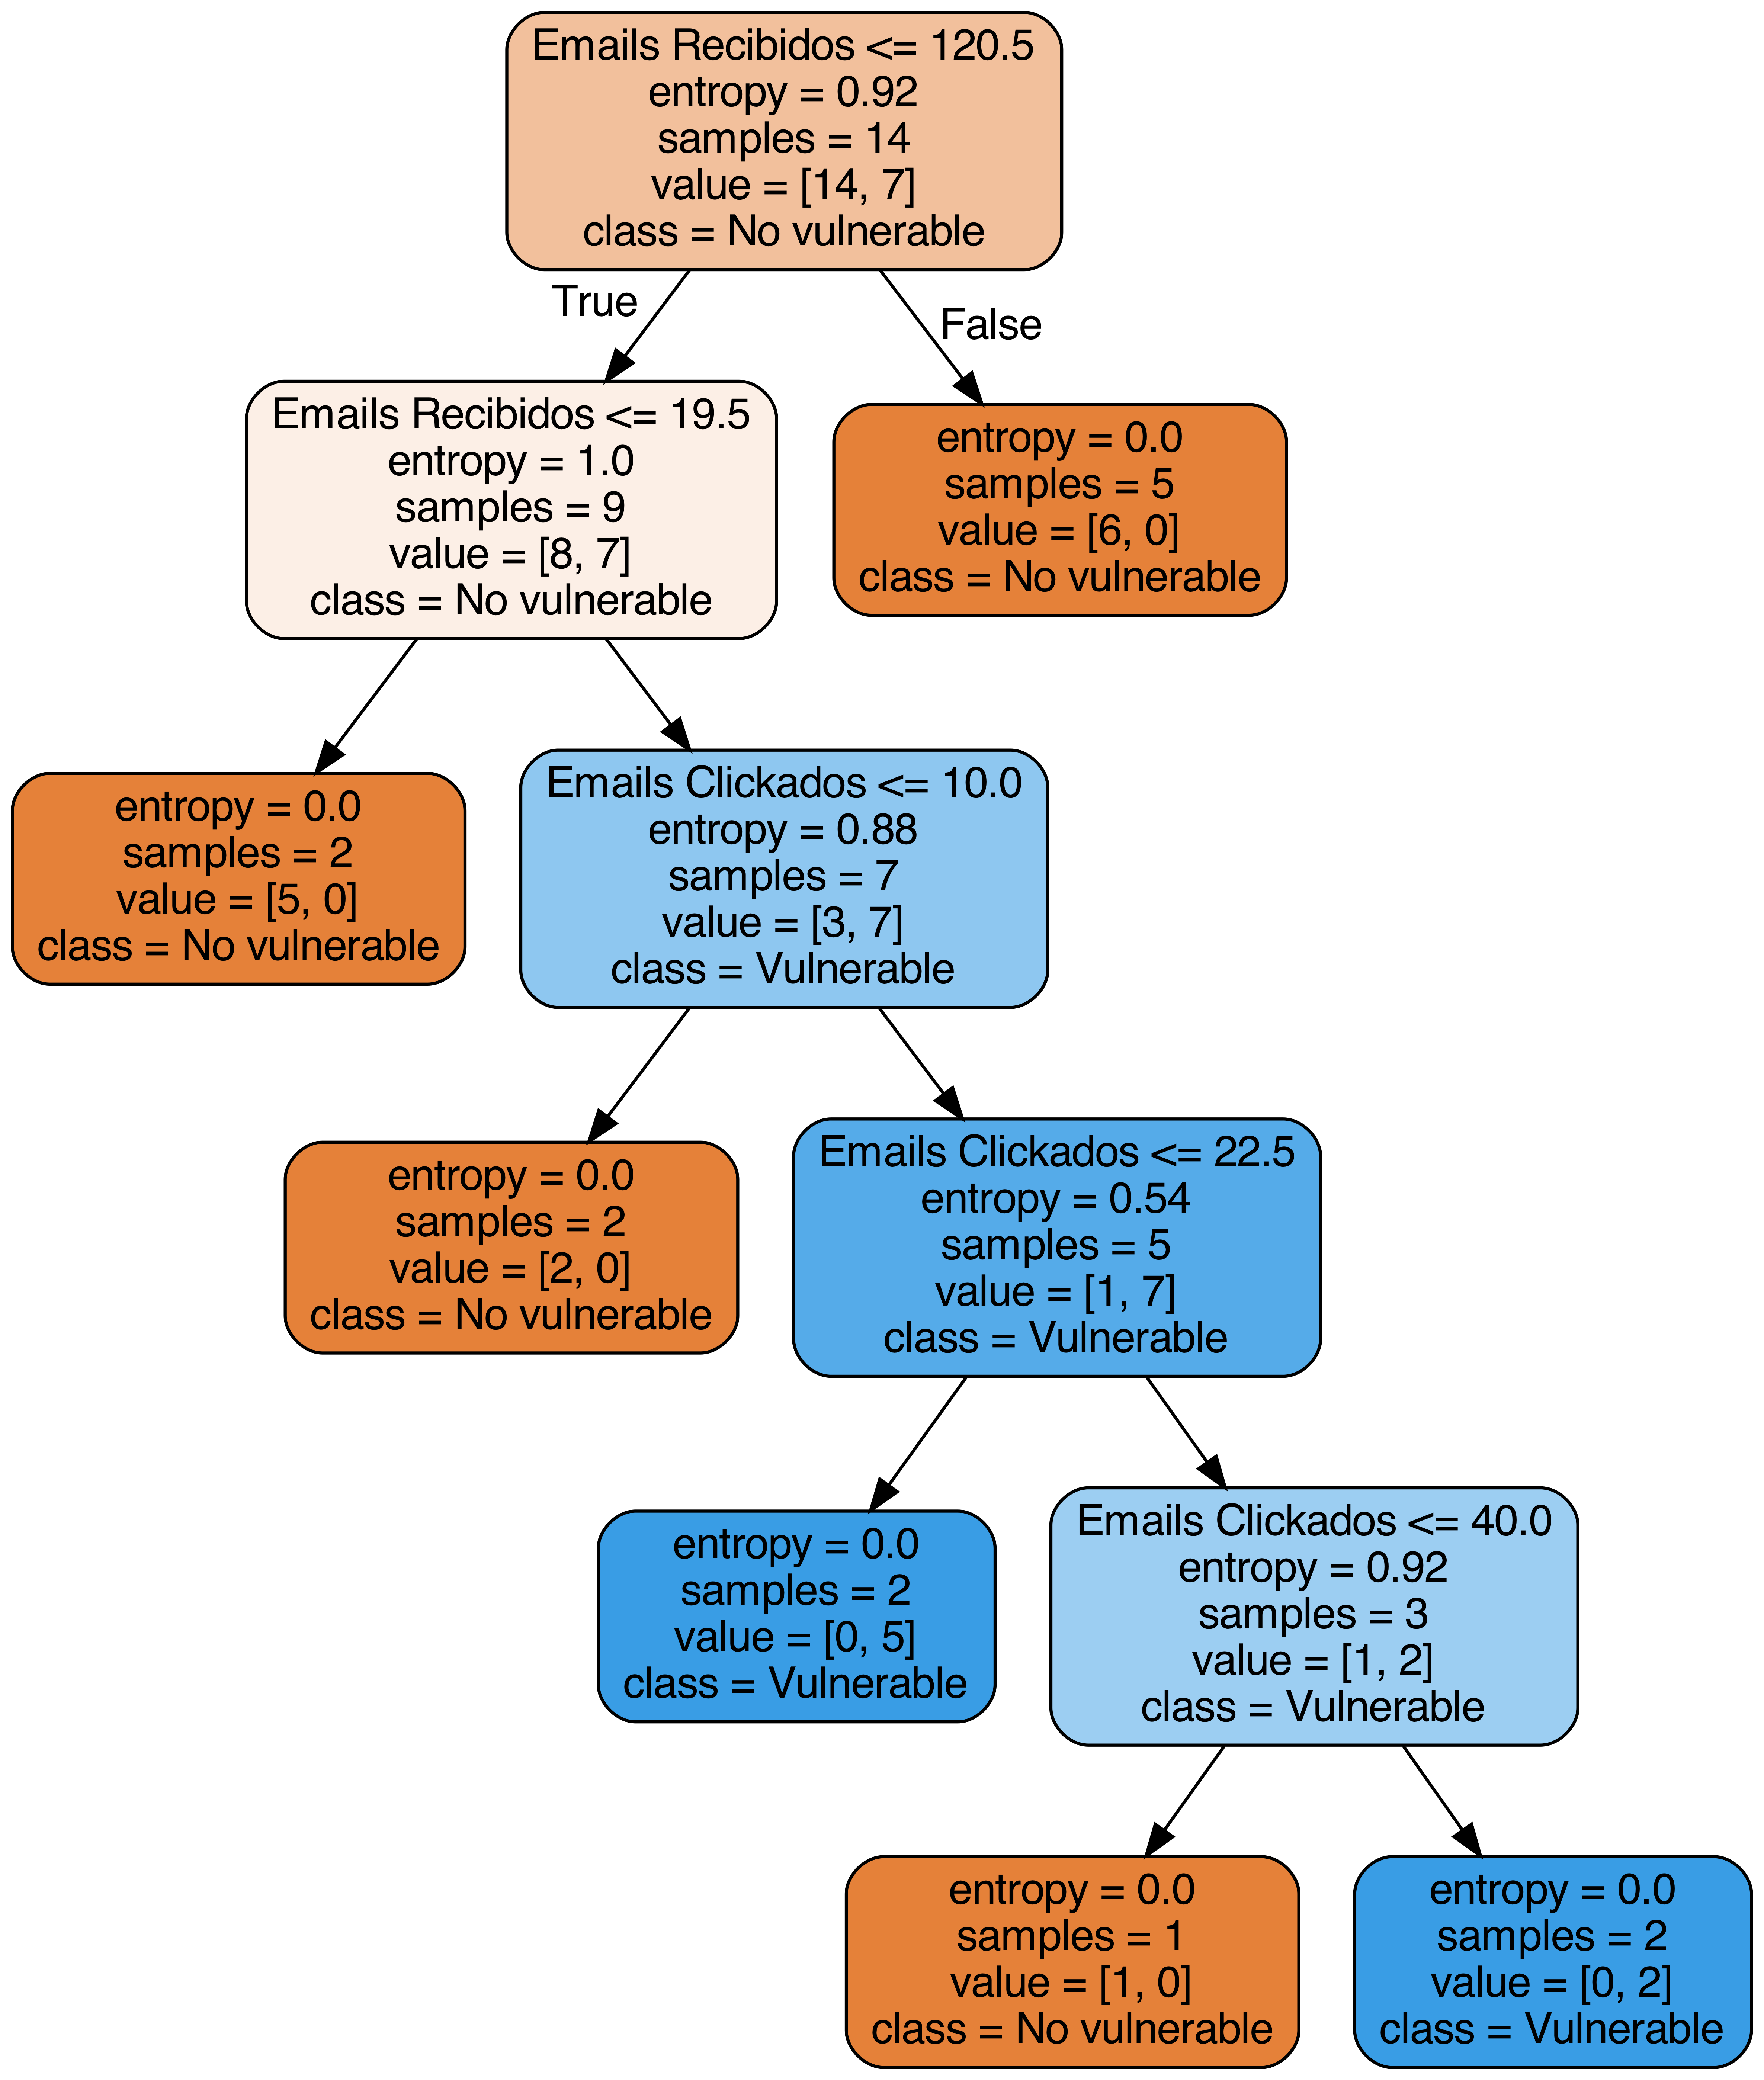 Emails Recibidos <= 120.5
entropy = 0.92
samples = 14
value = [14, 7]
class = No vulnerable
True
False
Emails Recibidos <= 19.5
entropy = 1.0
samples = 9
value = [8, 7]
class = No vulnerable
entropy = 0.0
samples = 5
value = [6, 0]
class = No vulnerable
entropy = 0.0
samples = 2
value = [5, 0]
class = No vulnerable
Emails Clickados <= 10.0
entropy = 0.88
samples = 7
value = [3, 7]
class = Vulnerable
entropy = 0.0
samples = 2
value = [2, 0]
class = No vulnerable
Emails Clickados <= 22.5
entropy = 0.54
samples = 5
value = [1, 7]
class = Vulnerable
entropy = 0.0
samples = 2
value = [0, 5]
class = Vulnerable
Emails Clickados <= 40.0
entropy = 0.92
samples = 3
value = [1, 2]
class = Vulnerable
entropy = 0.0
samples = 1
value = [1, 0]
class = No vulnerable
entropy = 0.0
samples = 2
value = [0, 2]
class = Vulnerable